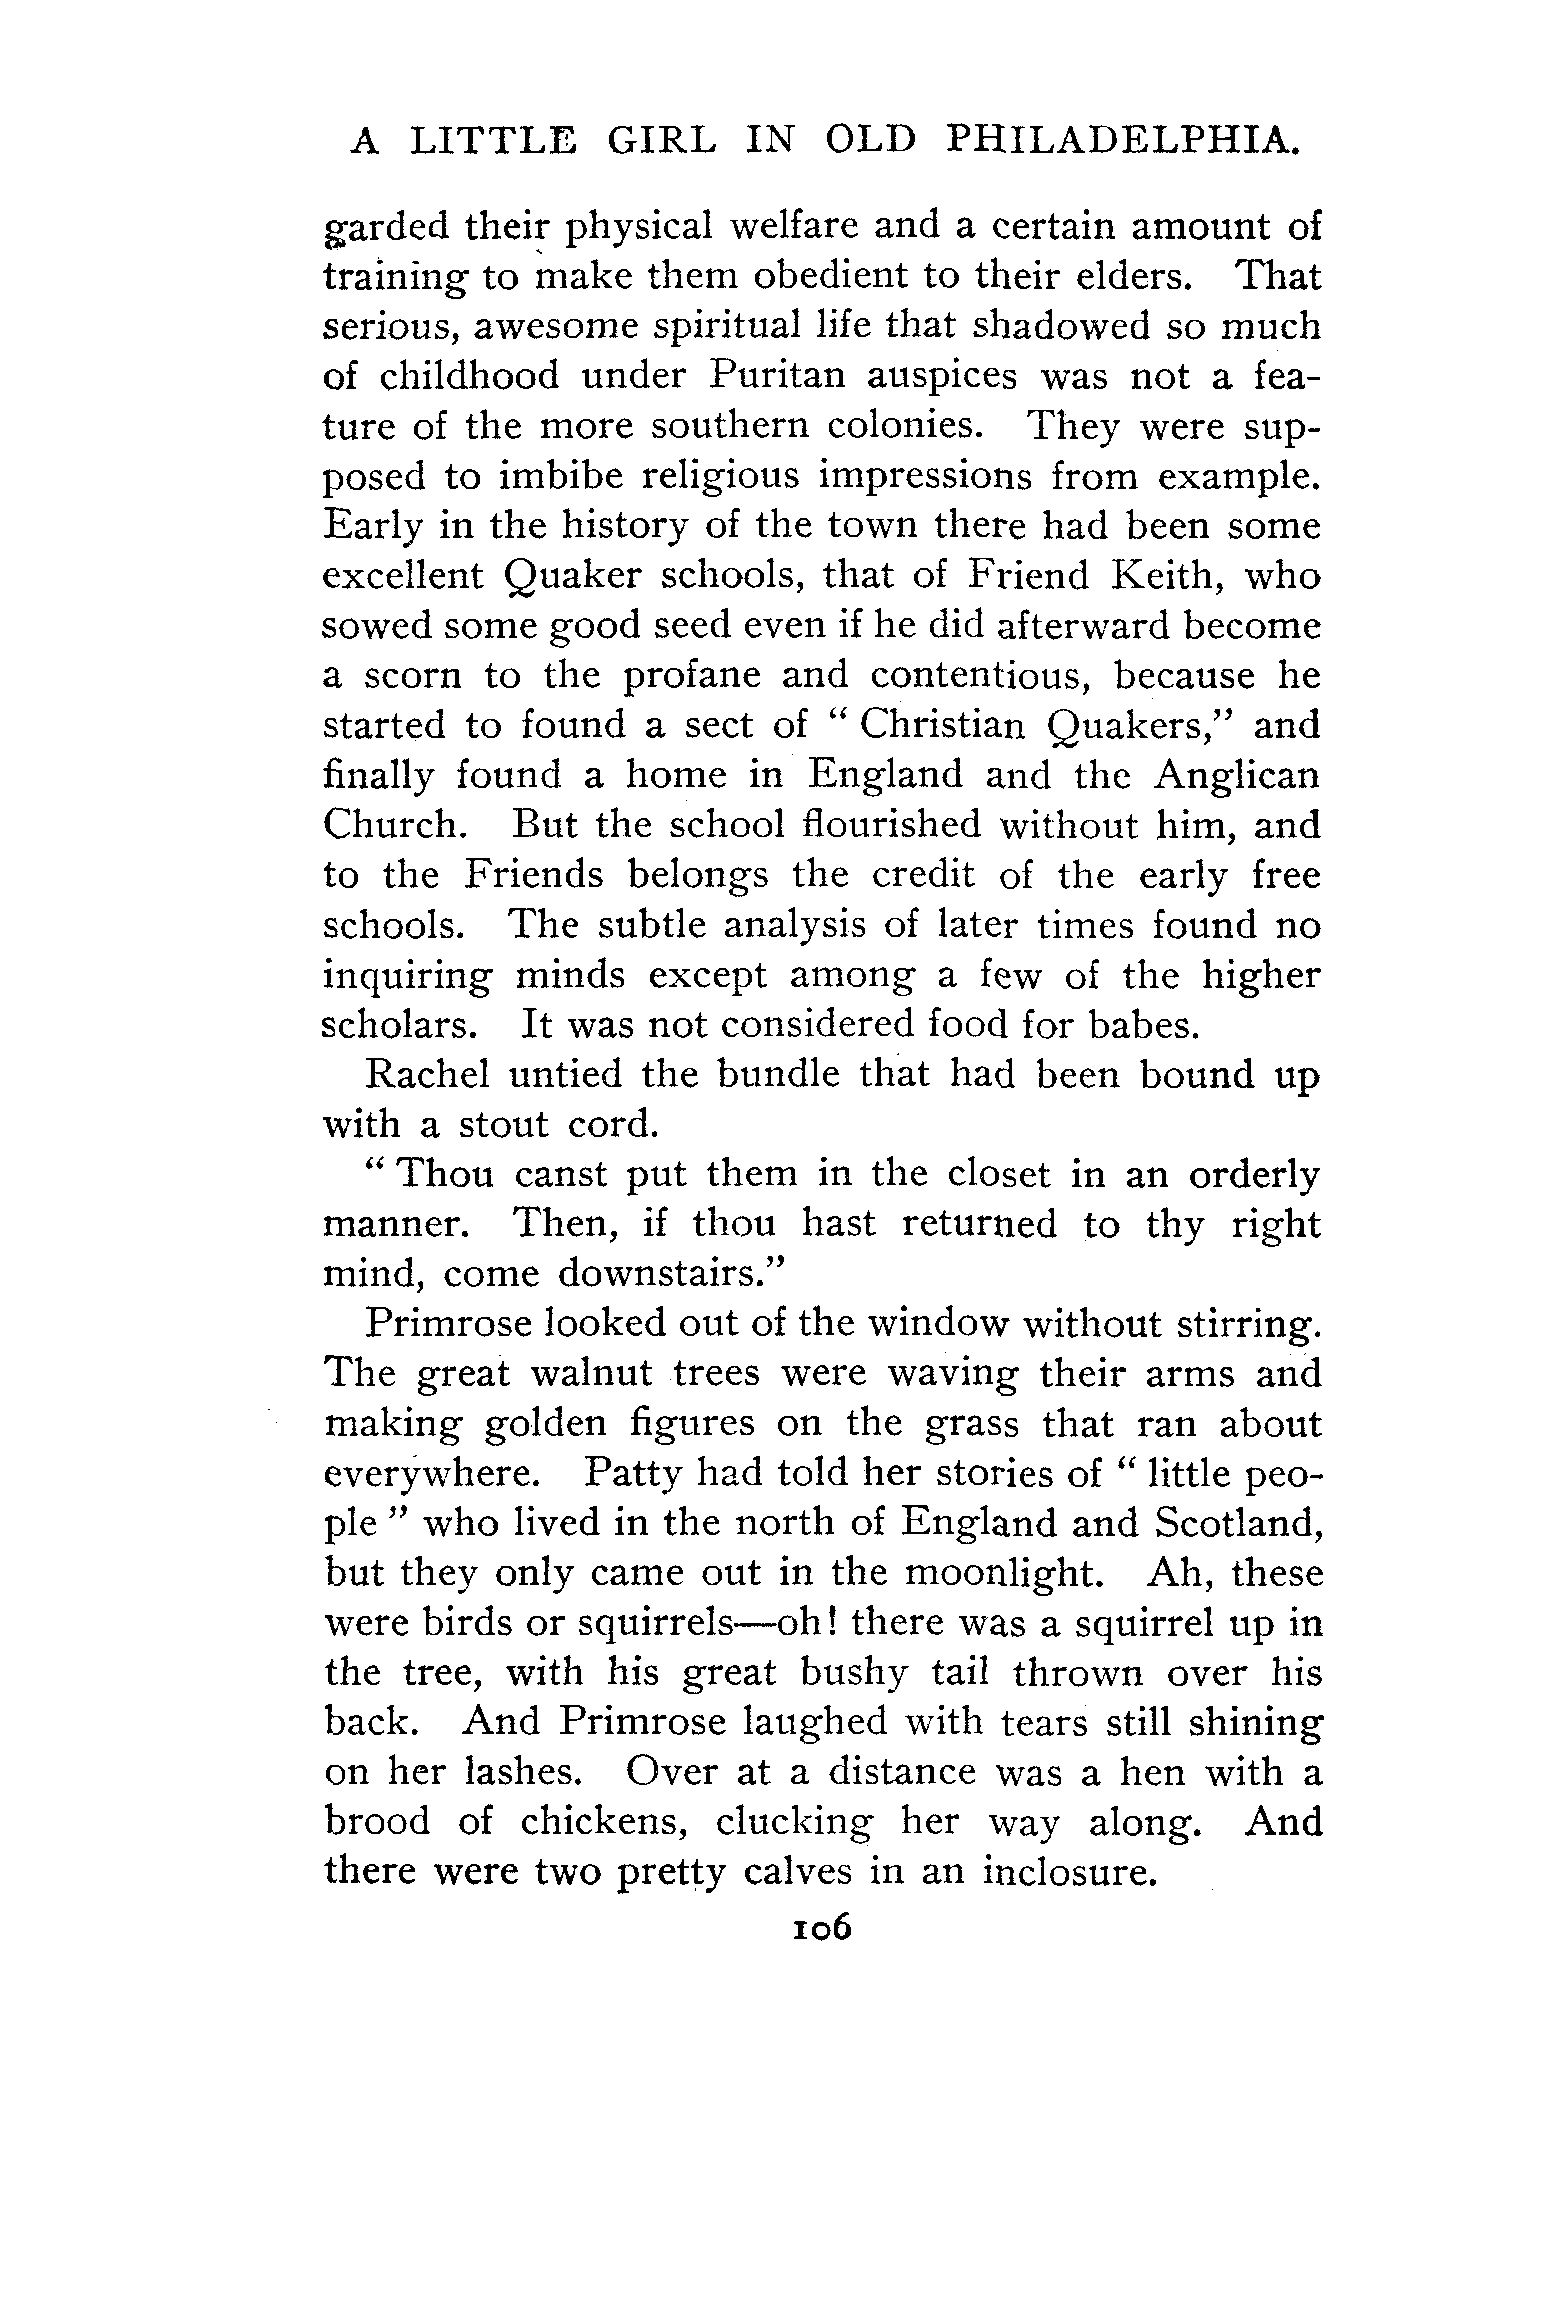 A LITTLE GIRL IN OLD PHILADELPHIA.
garded their physical welfare and a certain amount of
training to make them obedient to their elders. That
serious, awesome spiritual life that shadowed so much
of childhood under Puritan auspices was not a fea-
ture of the more southern colonies. They were sup-
posed to imbibe religious impressions from example.
Early in the history of the town there had been some
excellent Quaker schools, that of Friend Keith, who
sowed some good seed even if he did afterward become
a scorn to the profane and contentious, because he
started to found a sect of “ Christian Quakers,” and
finally found a home in England and the Anglican
Church. But the school flourished without him, and
to the Friends belongs the credit of the early free
schools. The subtle analysis of later times found no
inquiring minds except among a few of the higher
scholars. It was not considered food for babes.
Rachel untied the bundle that had been bound up
with a stout cord.
“ Thou canst put them in the closet in an orderly
manner. Then, if thou hast returned to thy right
mind, come downstairs.”
Primrose looked out of the window without stirring.
The great walnut trees were waving their arms and
making golden figures on the grass that ran about
everywhere. Patty had told her stories of “ little peo-
ple ” who lived in the north of England and Scotland,
but they only came out in the moonlight. Ah, these
were birds or squirrels—oh! there was a squirrel up in
the tree, with his great bushy tail thrown over his
back. And Primrose laughed with tears still shining
on her lashes. Over at a distance was a hen with a
brood of chickens, clucking her way along. And
there were two pretty calves in an inclosure.
106